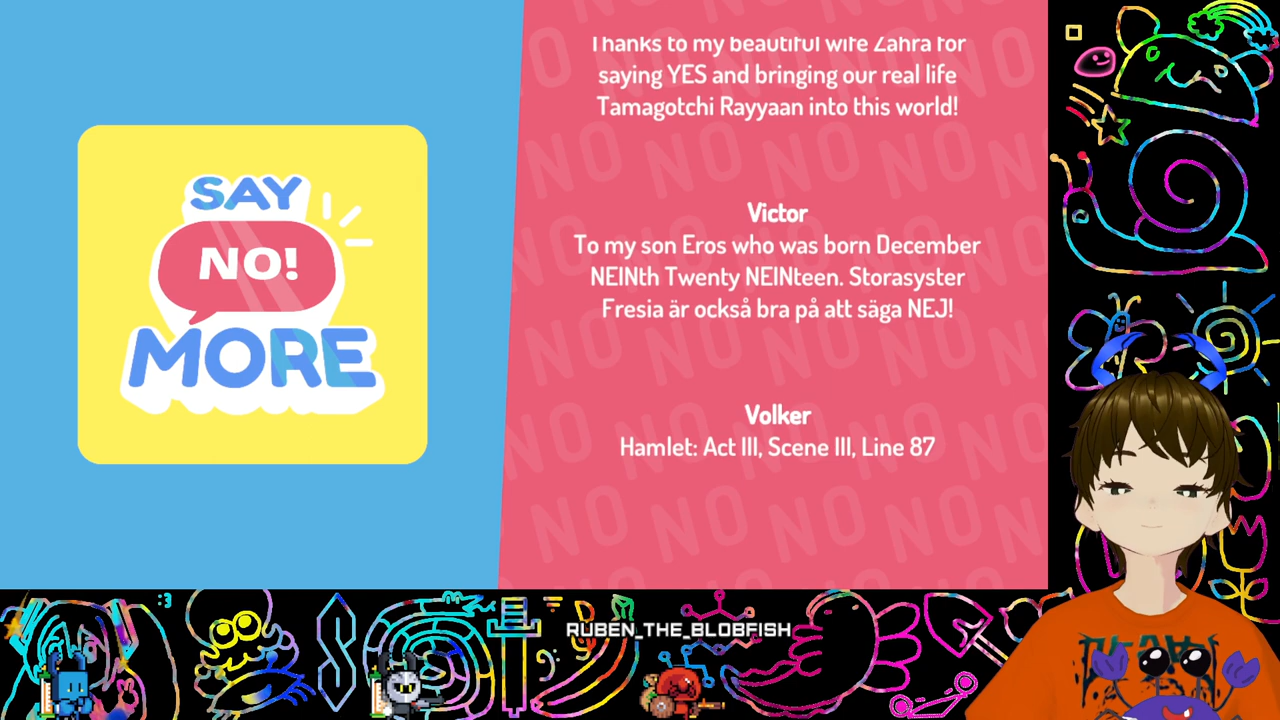 SAY
NO!
MORE
Thanks to my beautiful wife Zahra for
saying YES and bringing our real life
Tamagotchi Rayyaan into this world!
Victor
To my son Eros who was born December
NEINth Twenty NEINteen. Storasyster
Fresia är också bra på att säga NEJ!
Volker
Hamlet: Act III, Scene III, Line 87
RUBEN_THE_BLOBFISH